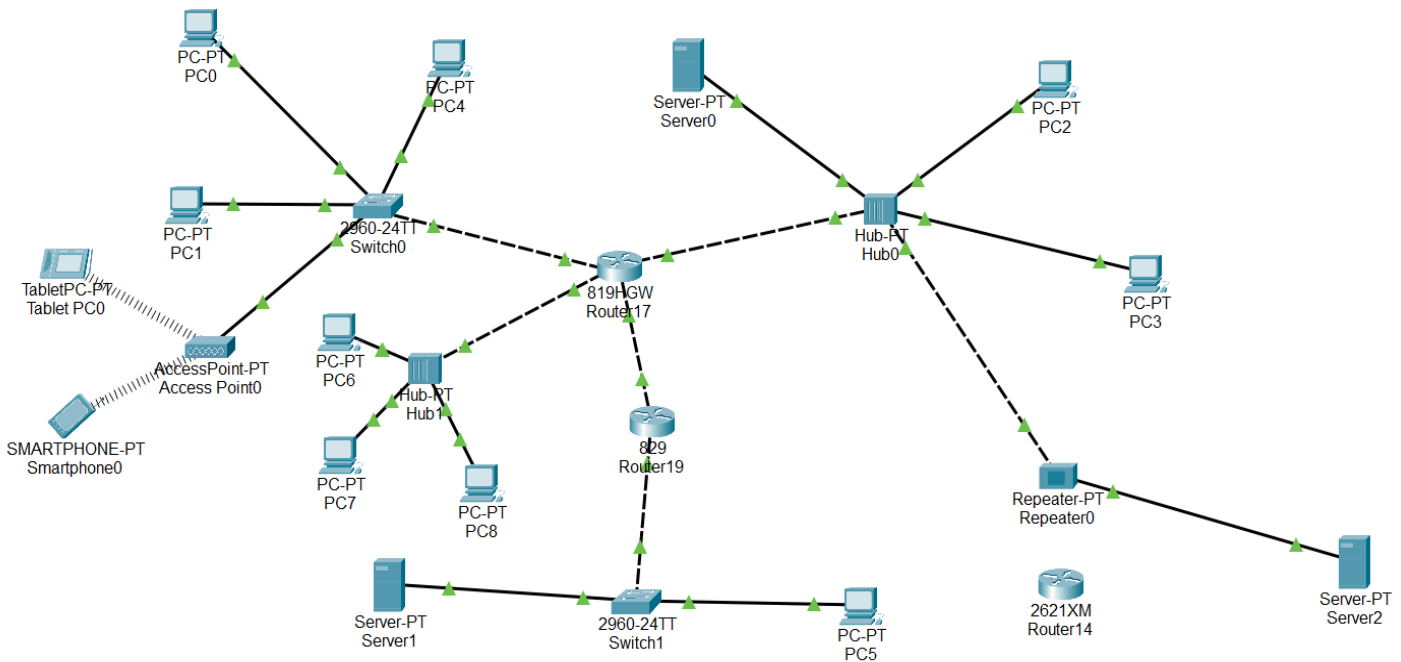 PC-PT
PC0
PC-PT
PC4
Server-PT
Server0
PC-PT
PC2
PC-PT
PC1
2960-24TT
Switch0
Hub-PT
Hub0
TabletPC-PT
Tablet PC0
819HGW
Router17
PC-PT
PC3
PC-PT
PC6
AccessPoint-PT
Access Point0
Hub-PT
Hub1
SMARTPHONE-PT
Smartphone0
829
Router19
PC-PT
PC7
PC-PT
PC8
Repeater-PT
Repeater0
Server-PT
Server1
2960-24TT
Switch1
PC-PT
PC5
2621XM
Router14
Server-PT
Server2